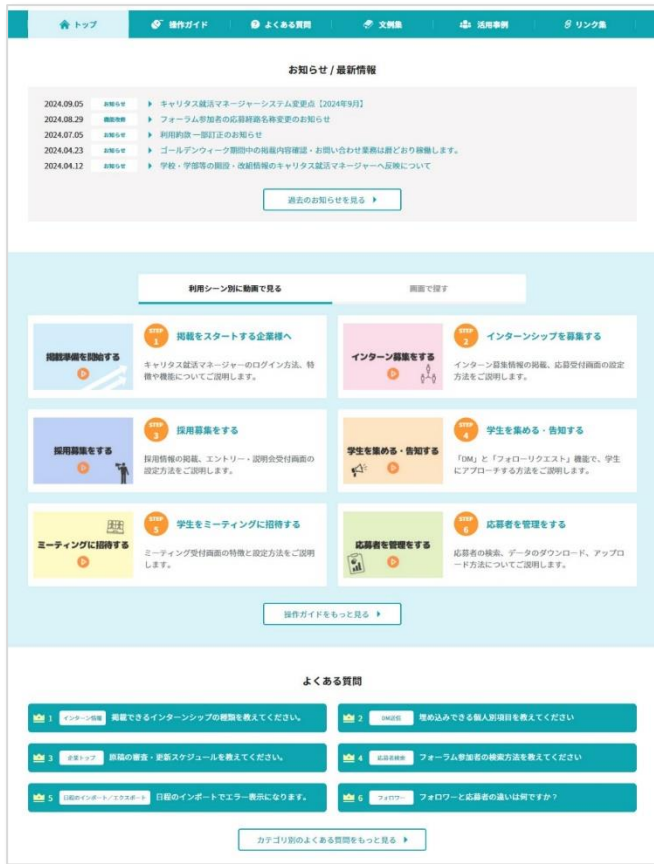 トップ
操作ガイド
よくある質問
文例集
活用事例
リンク集
お知らせ / 最新情報
2024.09.05 お知らせ キャリタス就活マネージャーシステム変更点【2024年9月】
2024.08.29 フォーラム参加者の応募経路名称変更のお知らせ
2024.07.05 お知らせ 利用約款一部訂正のお知らせ
2024.04.23 お知らせ ゴールデンウィーク期間中の掲載内容確認・お問い合わせ業務は暦どおり稼働します。
2024.04.12 お知らせ 学校・学部等の開設・改組情報のキャリタス就活マネージャーへ反映について
過去のお知らせを見る
利用シーン別に動画で見る
画面で探す
掲載準備を開始する
STEP
1
掲載をスタートする企業様へ
キャリタス就活マネージャーのログイン方法、特
徴や機能についてご説明します。
インターン募集をする
STEP
2
インターンシップを募集する
インターン募集情報の掲載、応募受付画面の設定
方法をご説明します。
採用募集をする
STEP
3
採用募集をする
採用情報の掲載、エントリー・説明会受付画面の
設定方法をご説明します。
学生を集める・告知する
STEP
4
学生を集める・告知する
「DM」と「フォローリクエスト」機能で、学生
にアプローチする方法をご説明します。
ミーティングに招待する
STEP
5
学生をミーティングに招待する
ミーティング受付画面の特徴と設定方法をご説明
します。
応募者を管理をする
STEP
6
応募者を管理をする
応募者の検索、データのダウンロード、アップロ
ード方法についてご説明します。
操作ガイドをもっと見る
よくある質問
1 インターン情報 掲載できるインターンシップの種類を教えてください。
2 DM送信 埋め込みできる個人別項目を教えてください
3 企業トップ 原稿の審査・更新スケジュールを教えてください。
4 応募者検索 フォーラム参加者の検索方法を教えてください
5 日程のインポート/エクスポート 日程のインポートでエラー表示になります。
6 フォロワー フォロワーと応募者の違いは何ですか？
カテゴリ別のよくある質問をもっと見る